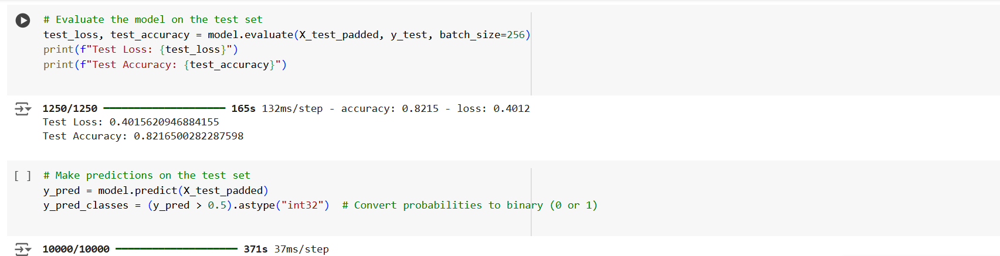 # Evaluate the model on the test set
test_loss, test_accuracy = model.evaluate(X_test_padded, y_test, batch_size=256)
print(f"Test Loss: {test_loss}")
print(f"Test Accuracy: {test_accuracy}")
1250/1250 ━━━━━━━━━━━━━━━━━━━━ 165s 132ms/step - accuracy: 0.8215 - loss: 0.4012
Test Loss: 0.4015620946884155
Test Accuracy: 0.8216500282287598
[ ] # Make predictions on the test set
y_pred = model.predict(X_test_padded)
y_pred_classes = (y_pred > 0.5).astype("int32")  # Convert probabilities to binary (0 or 1)
10000/10000 ━━━━━━━━━━━━━━━━━━━━ 371s 37ms/step